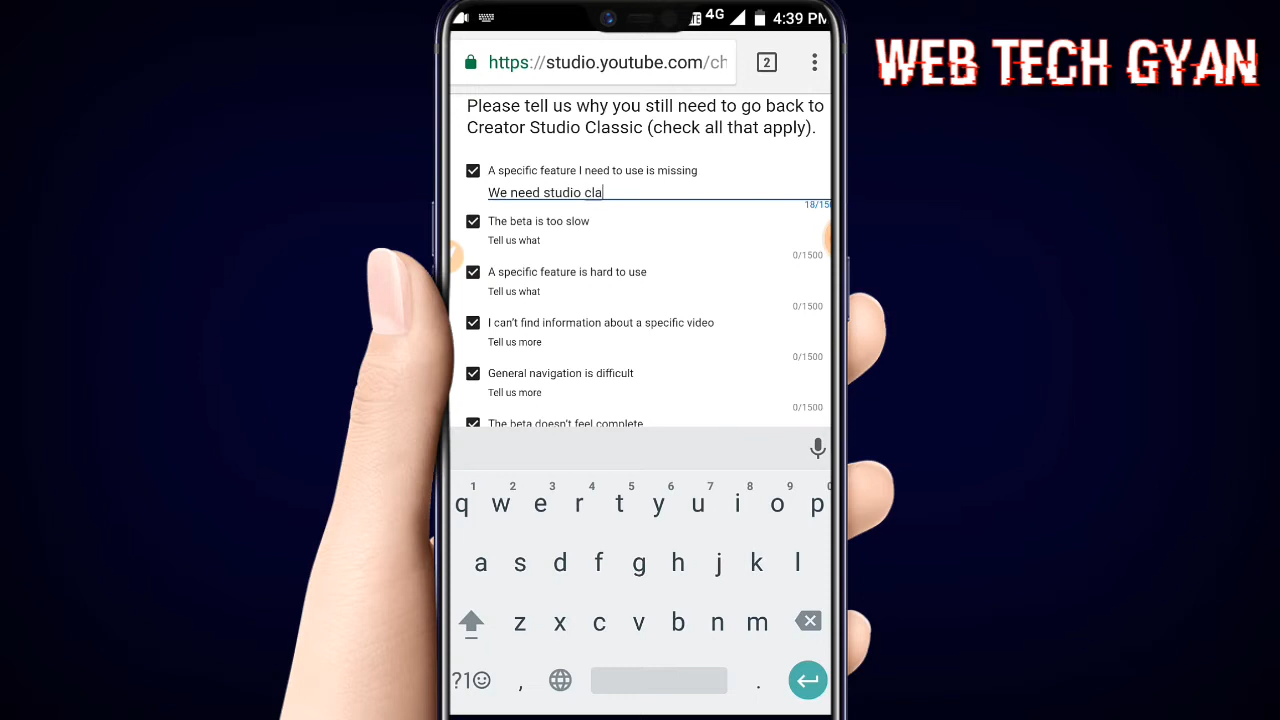 4G
4:39 PM
WEB TECH GYAN
https://studio.youtube.com/ch
2
Please tell us why you still need to go back to
Creator Studio Classic (check all that apply).
A specific feature I need to use is missing
We need studio cla
18/150
The beta is too slow
Tell us what
0/1500
A specific feature is hard to use
Tell us what
0/1500
I can't find information about a specific video
Tell us more
0/1500
General navigation is difficult
Tell us more
0/1500
The beta doesn't feel complete
1 2 3 4 5 6 7 8 9 0
q w e r t y u i o p
a s d f g h j k l
z x c v b n m
?1 , .